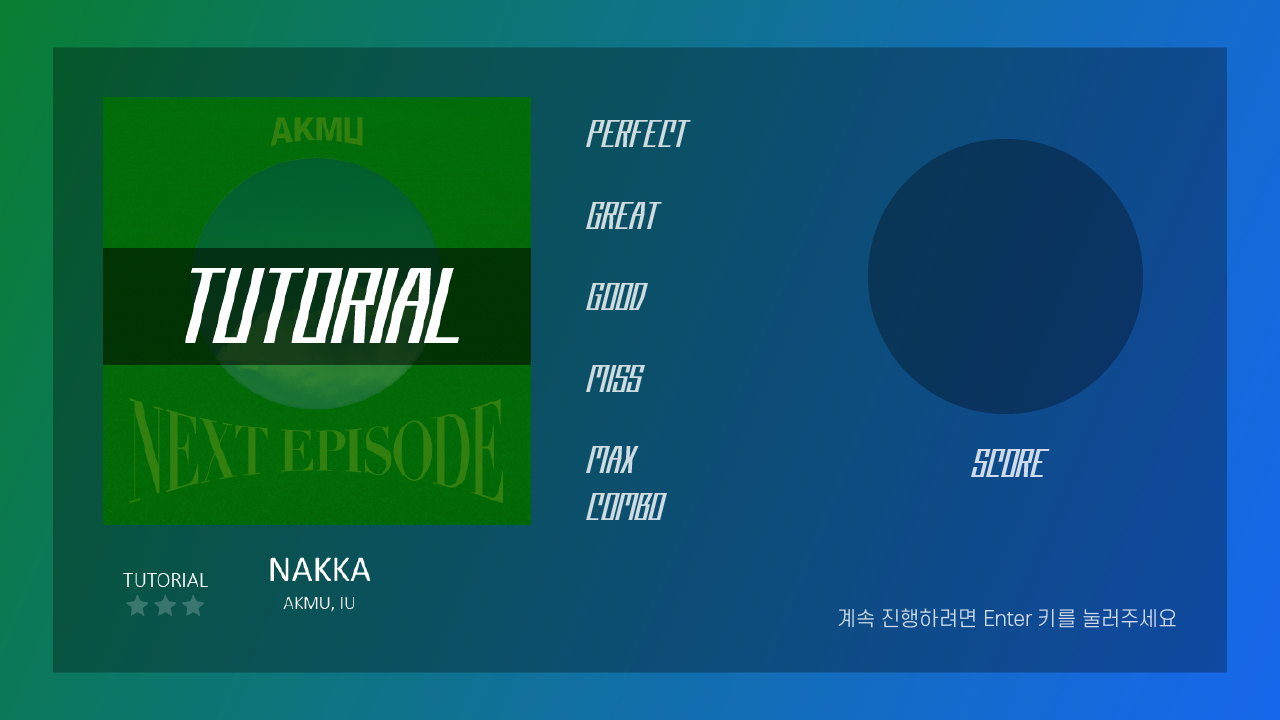 AKMU
TUTORIAL
NEXT EPISODE
TUTORIAL
NAKKA
AKMU, IU
PERFECT
GREAT
GOOD
MISS
MAX
COMBO
SCORE
계속 진행하려면 Enter 키를 눌러주세요